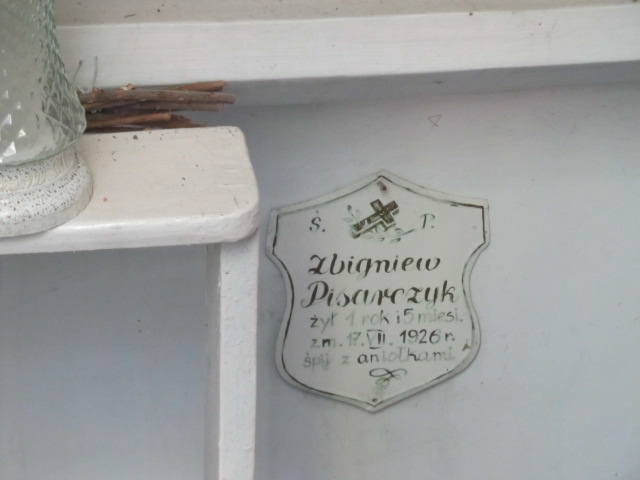 Ś. P.
Zbigniew
Pisarczyk
żył 1 rok i 5 miesi.
zm. 17.VII. 1926 r.
śpij z aniołkami